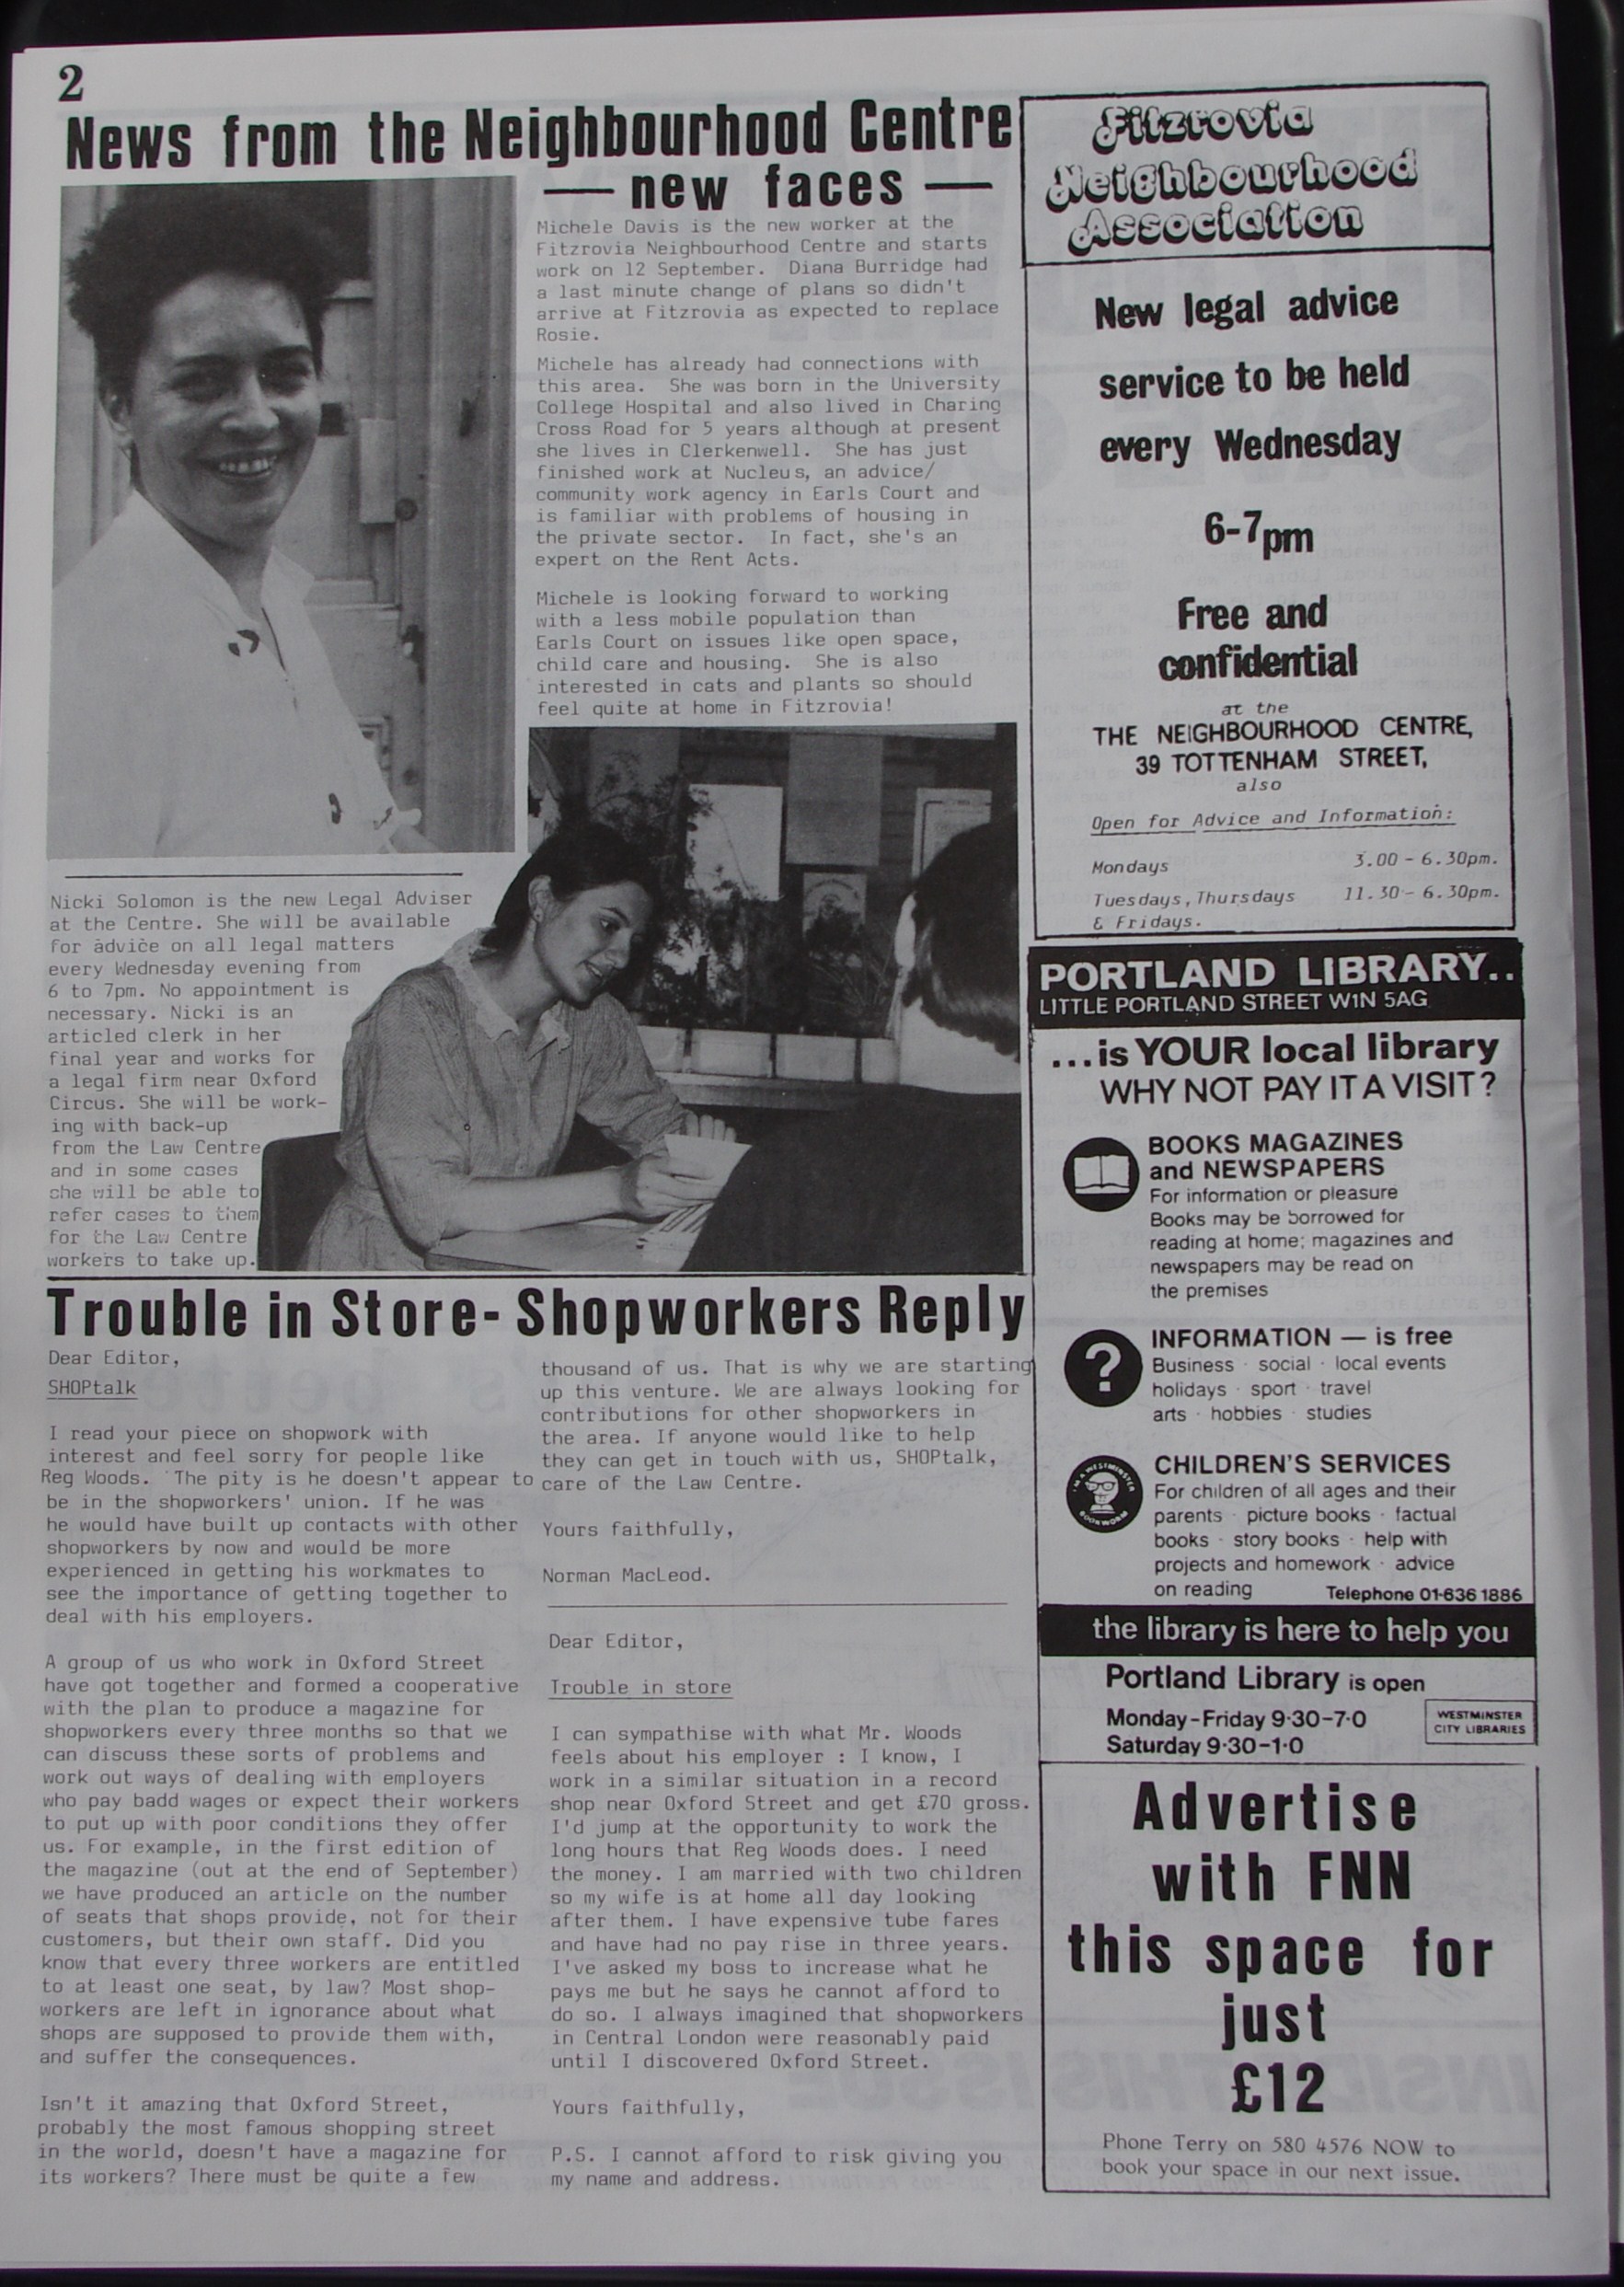 2
News from the Neighbourhood Centre
— new faces —
Michele Davis is the new worker at the
Fitzrovia Neighbourhood Centre and starts
work on 12 September. Diana Burridge had
a last minute change of plans so didn't
arrive at Fitzrovia as expected to replace
Rosie.
Michele has already had connections with
this area. She was born in the University
College Hospital and also lived in Charing
Cross Road for 5 years although at present
she lives in Clerkenwell. She has just
finished work at Nucleus, an advice/
community work agency in Earls Court and
is familiar with problems of housing in
the private sector. In fact, she's an
expert on the Rent Acts.
Michele is looking forward to working
with a less mobile population than
Earls Court on issues like open space,
child care and housing. She is also
interested in cats and plants so should
feel quite at home in Fitzrovia!
Nicki Solomon is the new Legal Adviser
at the Centre. She will be available
for advice on all legal matters
every Wednesday evening from
6 to 7pm. No appointment is
necessary. Nicki is an
articled clerk in her
final year and works for
a legal firm near Oxford
Circus. She will be work-
ing with back-up
from the Law Centre
and in some cases
she will be able to
refer cases to them
for the Law Centre
workers to take up.
Trouble in Store- Shopworkers Reply
Dear Editor,
SHOPtalk
I read your piece on shopwork with
interest and feel sorry for people like
Reg Woods. The pity is he doesn't appear to
be in the shopworkers' union. If he was
he would have built up contacts with other
shopworkers by now and would be more
experienced in getting his workmates to
see the importance of getting together to
deal with his employers.
A group of us who work in Oxford Street
have got together and formed a cooperative
with the plan to produce a magazine for
shopworkers every three months so that we
can discuss these sorts of problems and
work out ways of dealing with employers
who pay badd wages or expect their workers
to put up with poor conditions they offer
us. For example, in the first edition of
the magazine (out at the end of September)
we have produced an article on the number
of seats that shops provide, not for their
customers, but their own staff. Did you
know that every three workers are entitled
to at least one seat, by law? Most shop-
workers are left in ignorance about what
shops are supposed to provide them with,
and suffer the consequences.
Isn't it amazing that Oxford Street,
probably the most famous shopping street
in the world, doesn't have a magazine for
its workers? There must be quite a few
thousand of us. That is why we are starting
up this venture. We are always looking for
contributions for other shopworkers in
the area. If anyone would like to help
they can get in touch with us, SHOPtalk,
care of the Law Centre.
Yours faithfully,
Norman MacLeod.
Dear Editor,
Trouble in store
I can sympathise with what Mr. Woods
feels about his employer : I know, I
work in a similar situation in a record
shop near Oxford Street and get £70 gross.
I'd jump at the opportunity to work the
long hours that Reg Woods does. I need
the money. I am married with two children
so my wife is at home all day looking
after them. I have expensive tube fares
and have had no pay rise in three years.
I've asked my boss to increase what he
pays me but he says he cannot afford to
do so. I always imagined that shopworkers
in Central London were reasonably paid
until I discovered Oxford Street.
Yours faithfully,
P.S. I cannot afford to risk giving you
my name and address.
Fitzrovia
Neighbourhood
Association
New legal advice
service to be held
every Wednesday
6-7pm
Free and
confidential
at the
THE NEIGHBOURHOOD CENTRE,
39 TOTTENHAM STREET,
also
Open for Advice and Information:
Mondays 3.00 - 6.30pm.
Tuesdays, Thursdays 11.30 - 6.30pm.
& Fridays.
PORTLAND LIBRARY..
LITTLE PORTLAND STREET W1N 5AG
...is YOUR local library
WHY NOT PAY IT A VISIT?
BOOKS MAGAZINES
and NEWSPAPERS
For information or pleasure
Books may be borrowed for
reading at home; magazines and
newspapers may be read on
the premises
?
INFORMATION — is free
Business · social · local events
holidays · sport · travel
arts · hobbies · studies
I'M A WESTMINSTER
BOOKWORM
CHILDREN'S SERVICES
For children of all ages and their
parents · picture books · factual
books · story books · help with
projects and homework · advice
on reading Telephone 01-636 1886
the library is here to help you
Portland Library is open
Monday-Friday 9·30-7·0
Saturday 9·30-1·0
WESTMINSTER
CITY LIBRARIES
Advertise
with FNN
this space for
just
£12
Phone Terry on 580 4576 NOW to
book your space in our next issue.